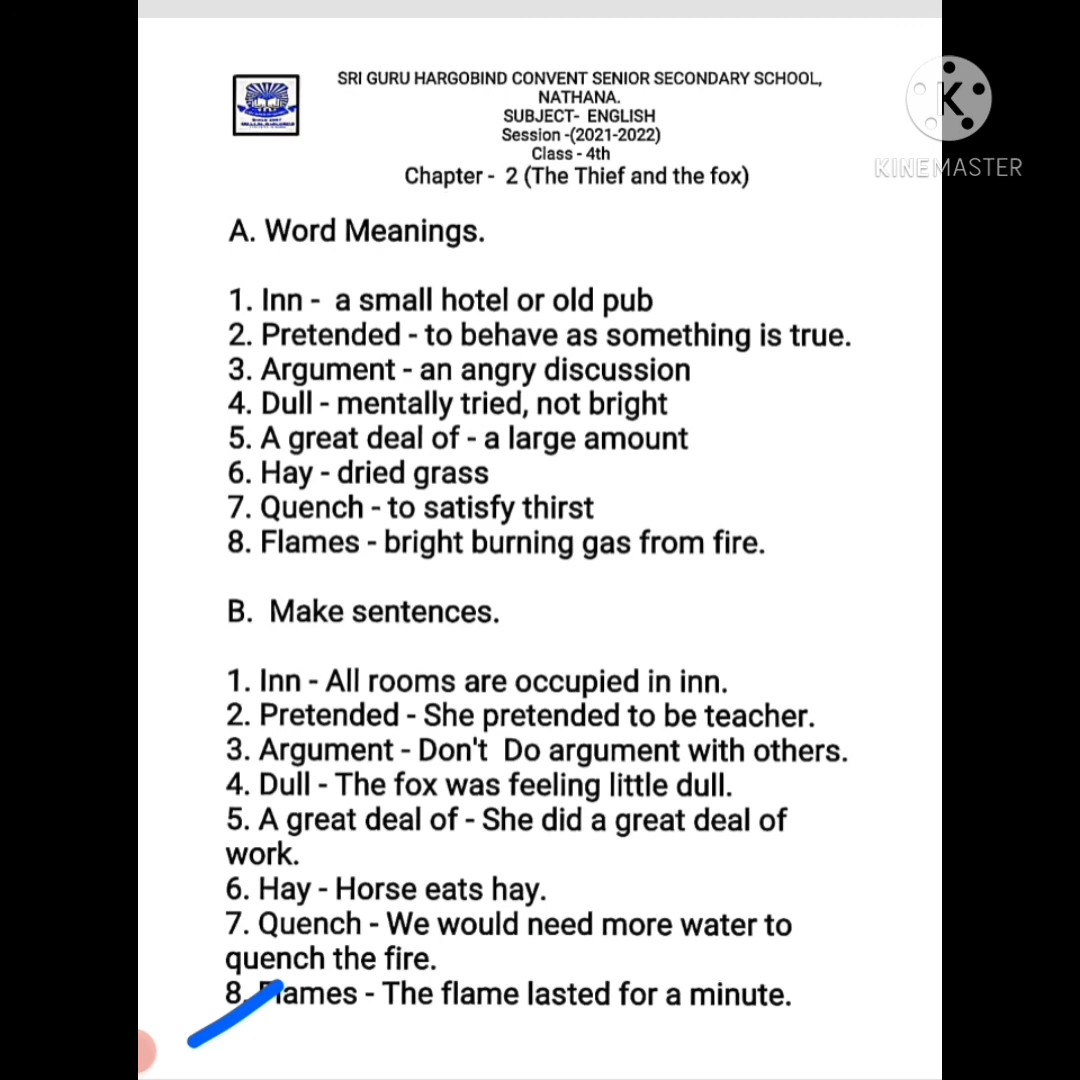 SRI GURU HARGOBIND CONVENT SENIOR SECONDARY SCHOOL,
NATHANA.
SUBJECT- ENGLISH
Session -(2021-2022)
Class - 4th
Chapter - 2 (The Thief and the fox)
K
KINEMASTER
A. Word Meanings.
1. Inn - a small hotel or old pub
2. Pretended - to behave as something is true.
3. Argument - an angry discussion
4. Dull - mentally tried, not bright
5. A great deal of - a large amount
6. Hay - dried grass
7. Quench - to satisfy thirst
8. Flames - bright burning gas from fire.
B. Make sentences.
1. Inn - All rooms are occupied in inn.
2. Pretended - She pretended to be teacher.
3. Argument - Don't Do argument with others.
4. Dull - The fox was feeling little dull.
5. A great deal of - She did a great deal of
work.
6. Hay - Horse eats hay.
7. Quench - We would need more water to
quench the fire.
8. Flames - The flame lasted for a minute.